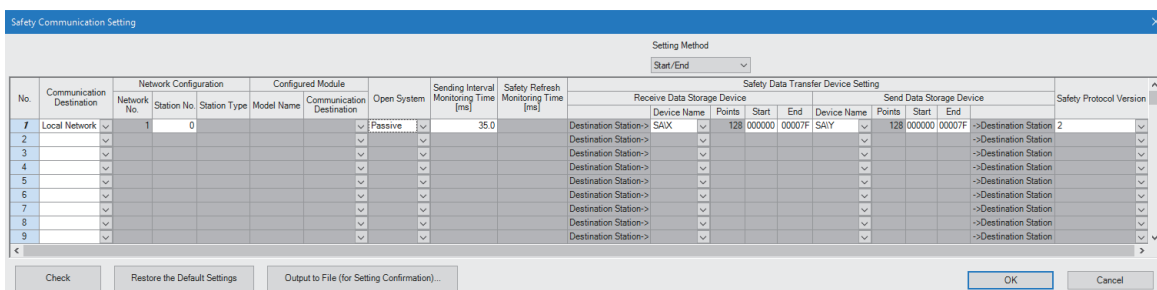 Safety Communication Setting
Setting Method
Start/End
No. Communication Destination Network Configuration Configured Module Open System Sending Interval Monitoring Time [ms] Safety Refresh Monitoring Time [ms] Safety Data Transfer Device Setting Safety Protocol Version
Network No. Station No. Station Type Model Name Communication Destination Receive Data Storage Device Send Data Storage Device
Device Name Points Start End Device Name Points Start End
1 Local Network 1 0 Passive 35.0 Destination Station-> SA\X 128 000000 00007F SA\Y 128 000000 00007F ->Destination Station 2
2 Destination Station-> ->Destination Station
3 Destination Station-> ->Destination Station
4 Destination Station-> ->Destination Station
5 Destination Station-> ->Destination Station
6 Destination Station-> ->Destination Station
7 Destination Station-> ->Destination Station
8 Destination Station-> ->Destination Station
9 Destination Station-> ->Destination Station
Check Restore the Default Settings Output to File (for Setting Confirmation)... OK Cancel